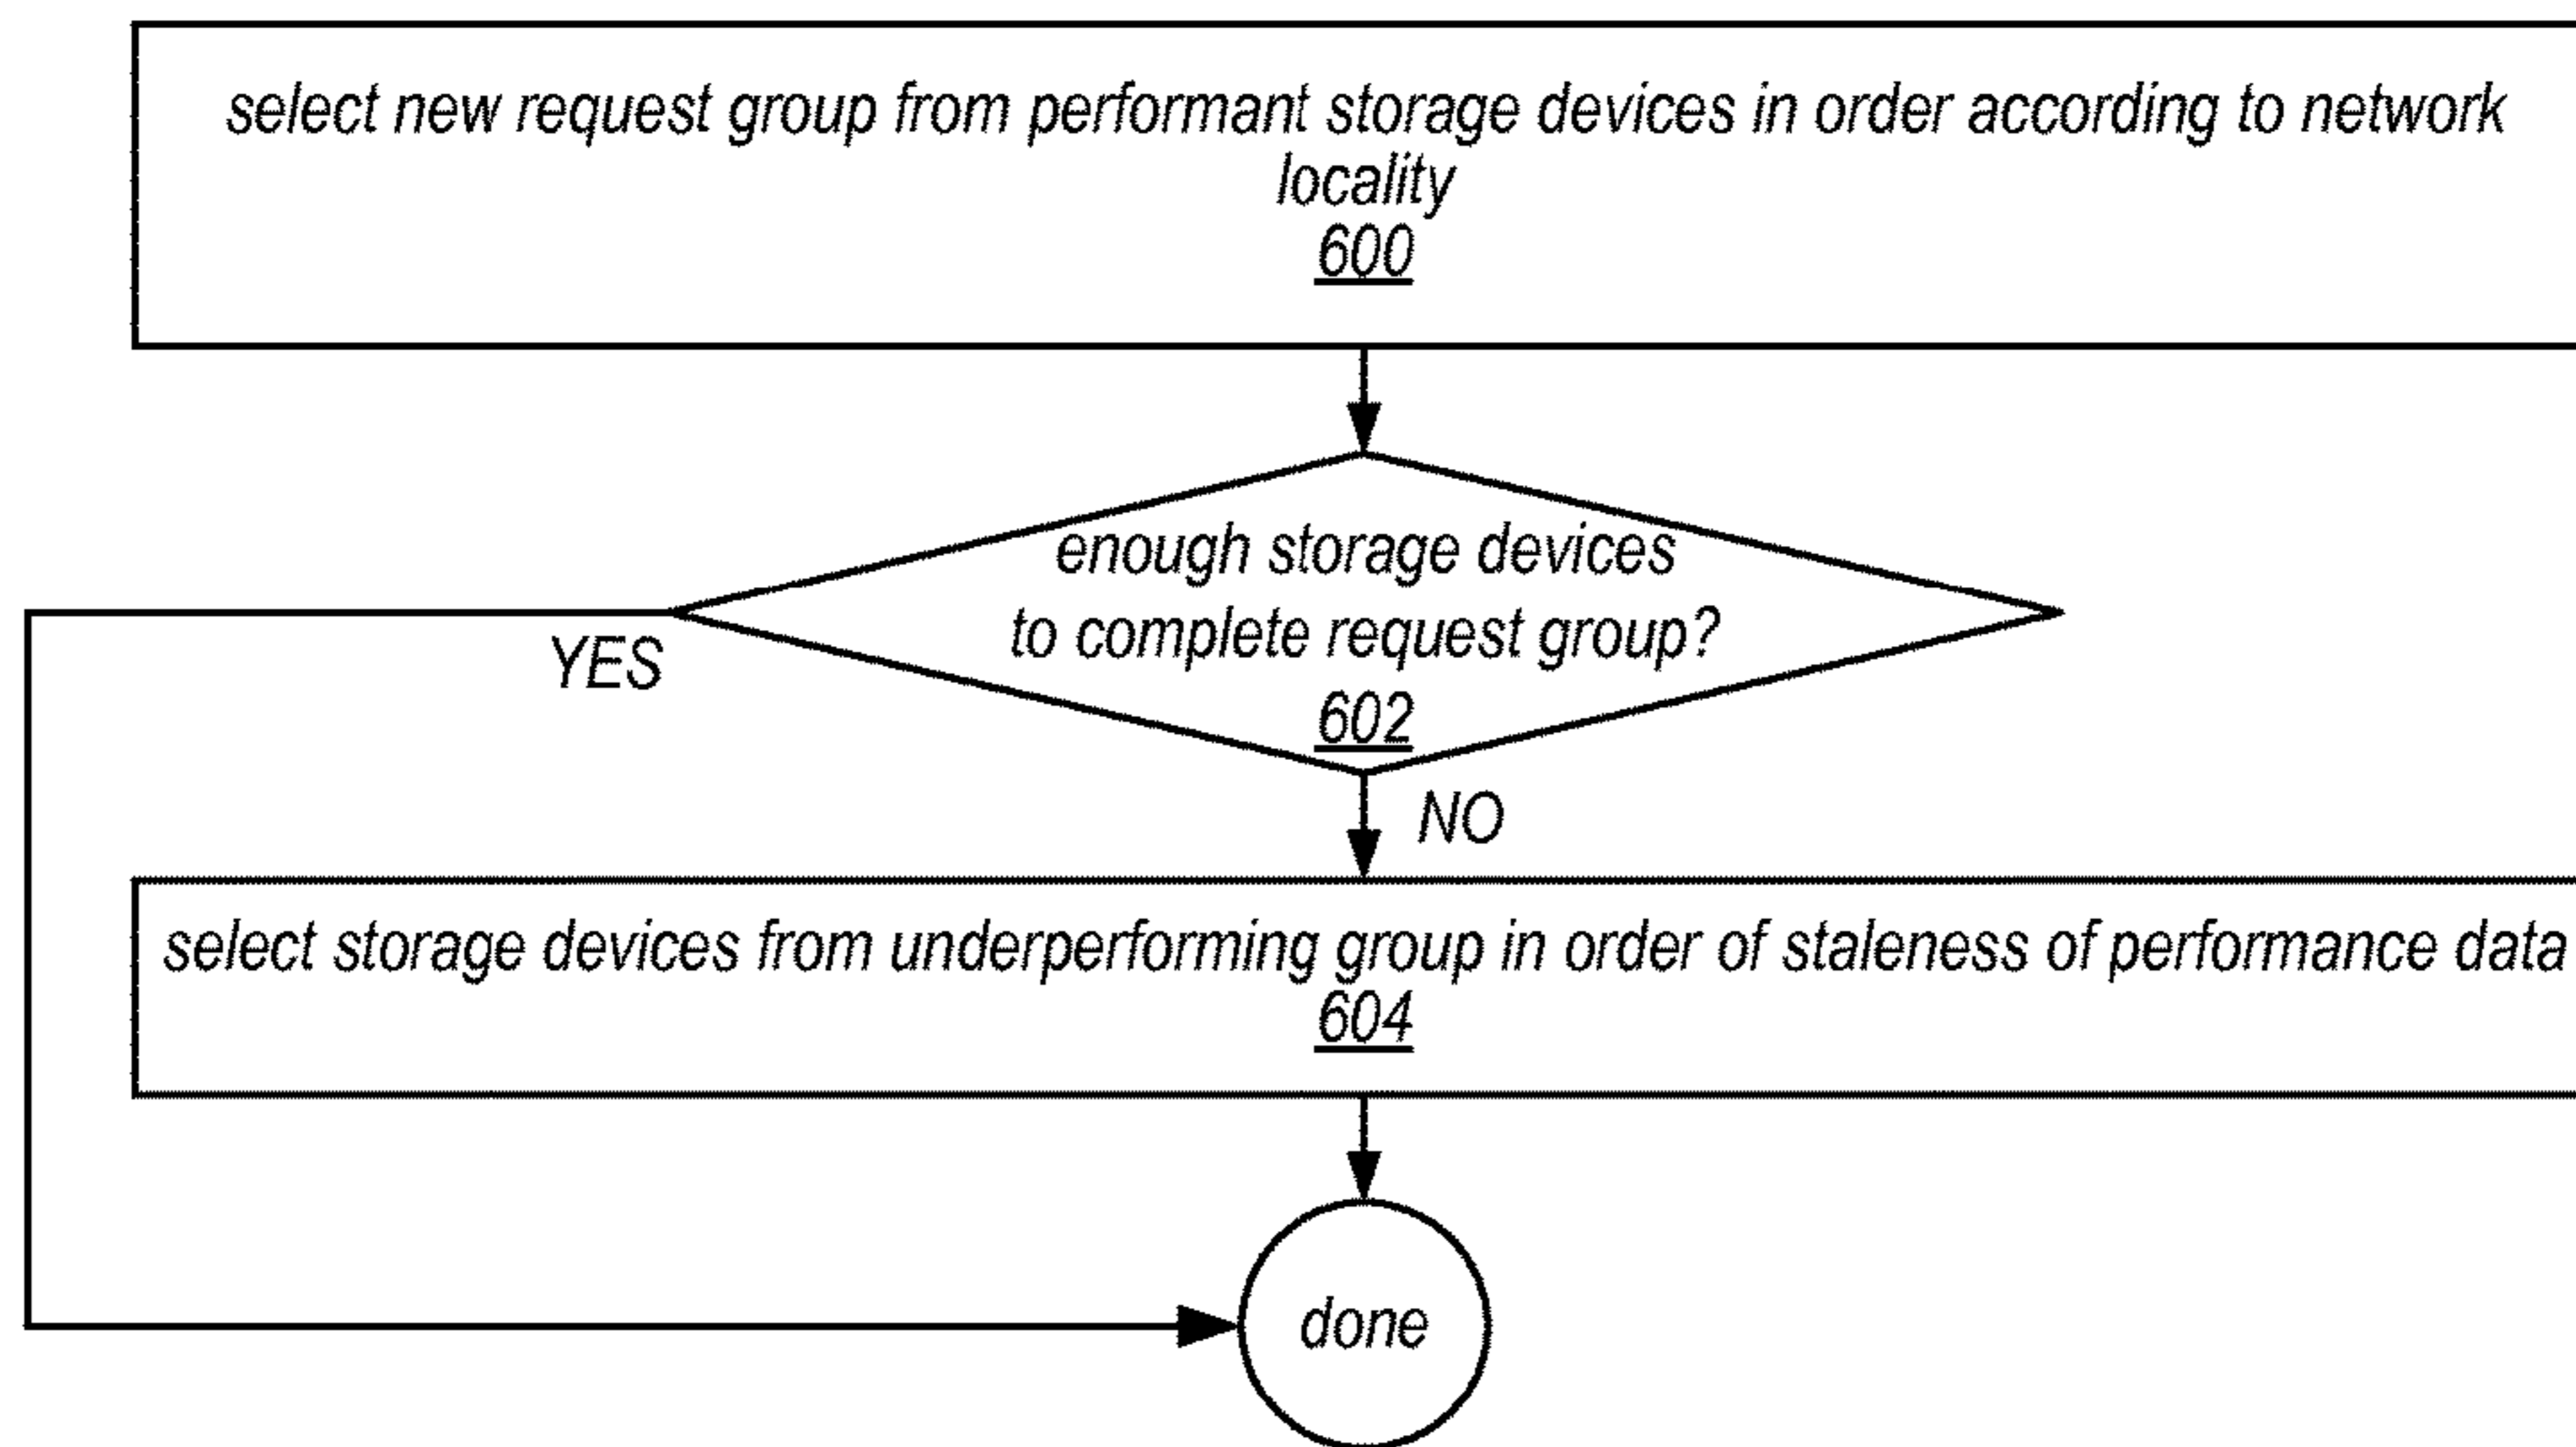 select new request group from performant storage devices in order according to network
locality
600
enough storage devices
to complete request group?
602
YES
NO
select storage devices from underperforming group in order of staleness of performance data
604
done